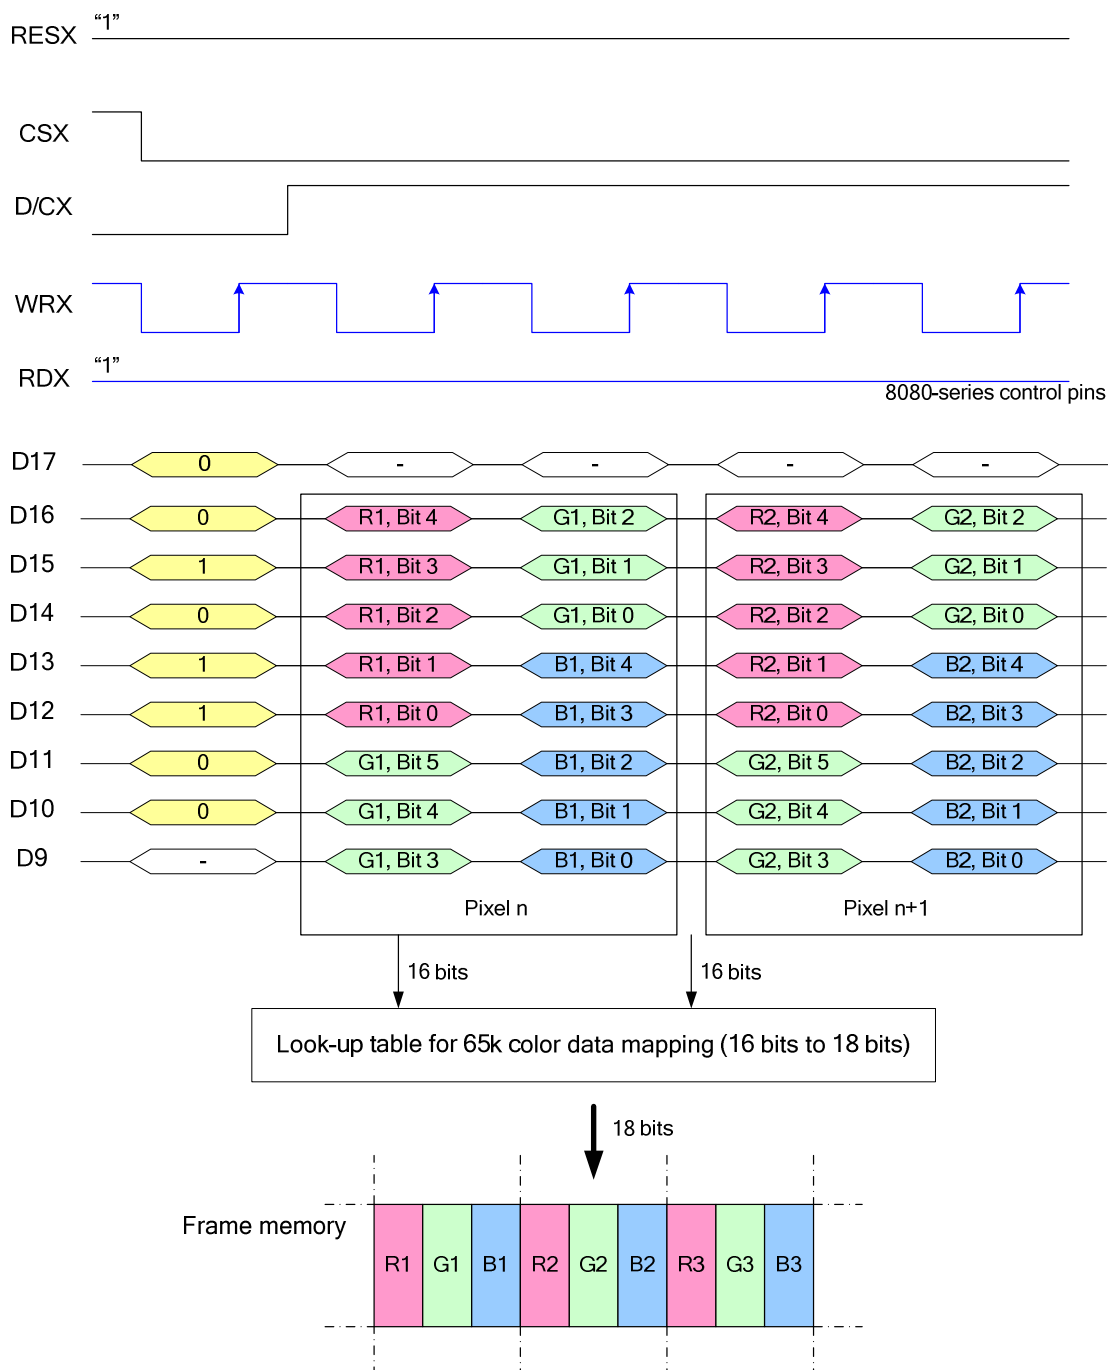 RESX “1”
CSX
D/CX
WRX
RDX “1”
8080-series control pins
D17 0 - - - -
D16 0 R1, Bit 4 G1, Bit 2 R2, Bit 4 G2, Bit 2
D15 1 R1, Bit 3 G1, Bit 1 R2, Bit 3 G2, Bit 1
D14 0 R1, Bit 2 G1, Bit 0 R2, Bit 2 G2, Bit 0
D13 1 R1, Bit 1 B1, Bit 4 R2, Bit 1 B2, Bit 4
D12 1 R1, Bit 0 B1, Bit 3 R2, Bit 0 B2, Bit 3
D11 0 G1, Bit 5 B1, Bit 2 G2, Bit 5 B2, Bit 2
D10 0 G1, Bit 4 B1, Bit 1 G2, Bit 4 B2, Bit 1
D9 - G1, Bit 3 B1, Bit 0 G2, Bit 3 B2, Bit 0
Pixel n Pixel n+1
16 bits 16 bits
Look-up table for 65k color data mapping (16 bits to 18 bits)
18 bits
Frame memory
R1 G1 B1 R2 G2 B2 R3 G3 B3